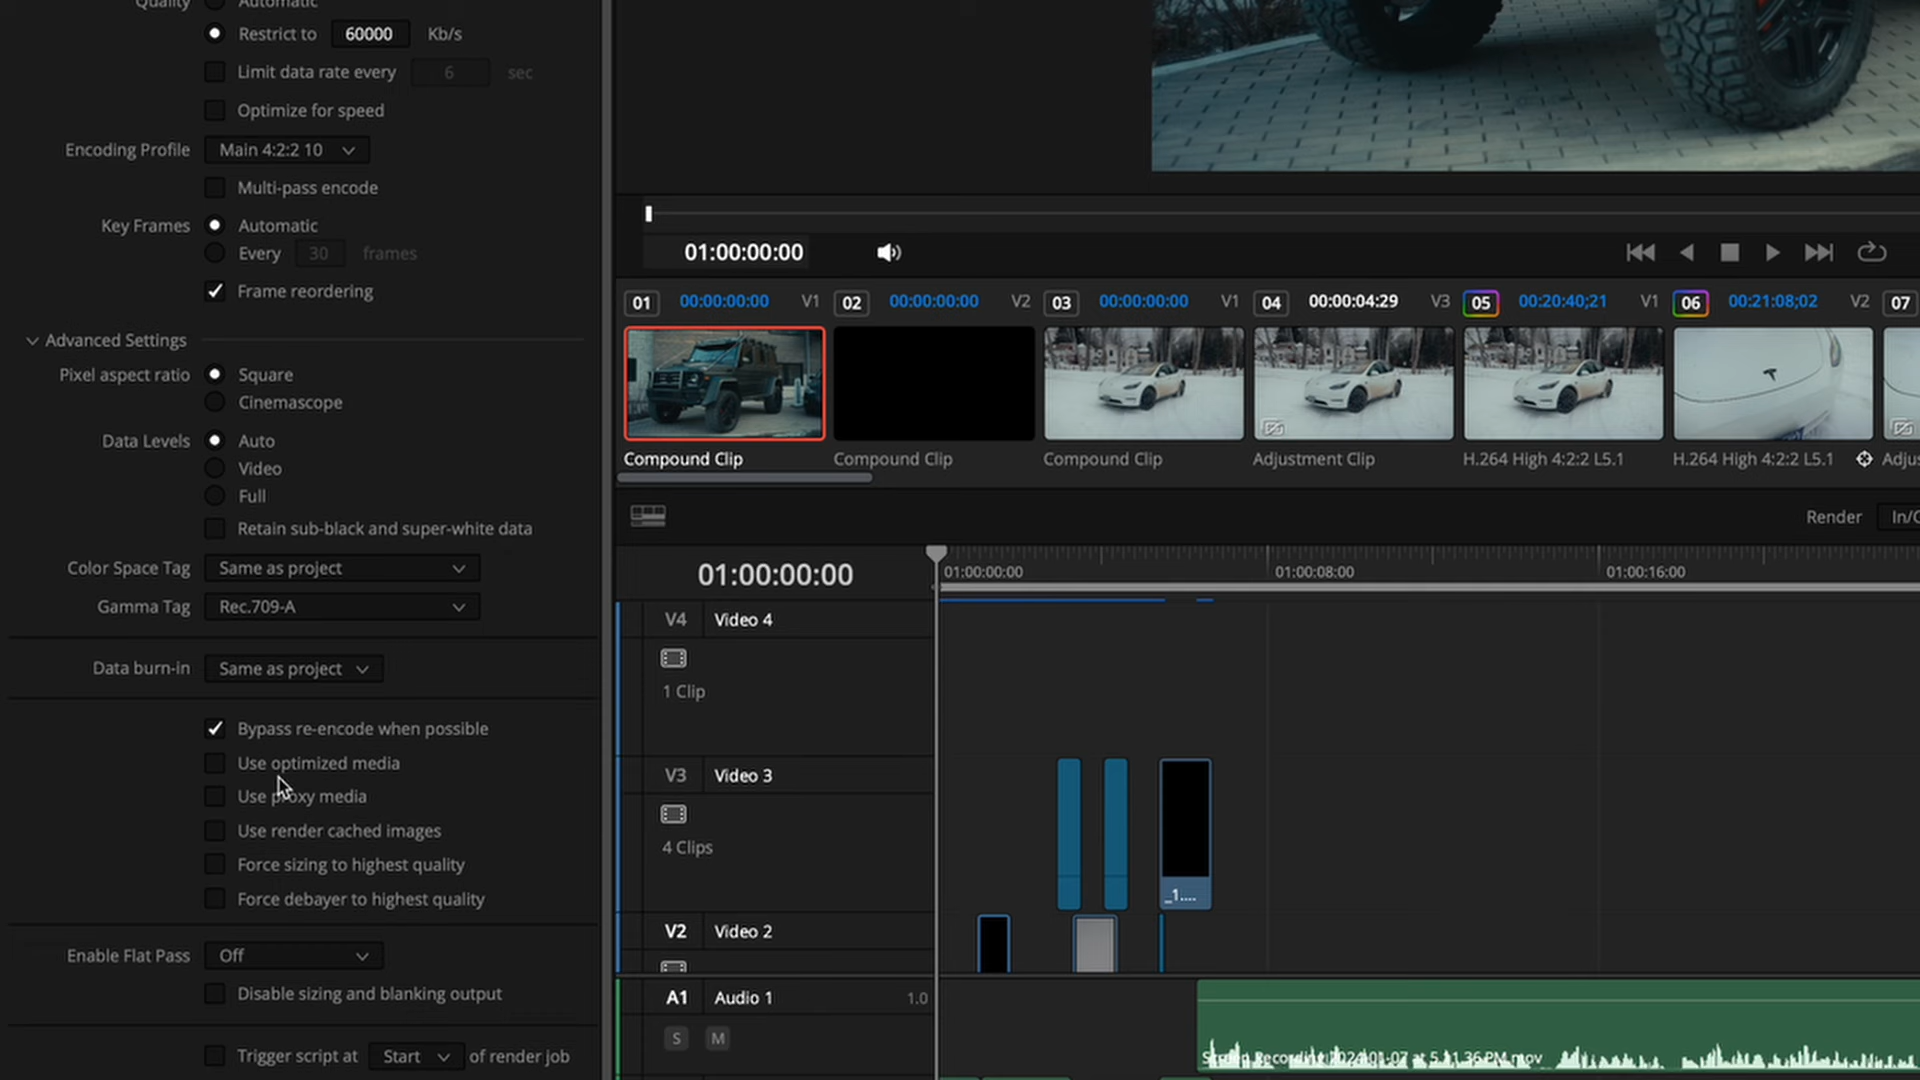 Quality Automatic
Restrict to 60000 Kb/s
Limit data rate every 6 sec
Optimize for speed
Encoding Profile Main 4:2:2 10
Multi-pass encode
Key Frames Automatic
Every 30 frames
Frame reordering
Advanced Settings
Pixel aspect ratio Square
Cinemascope
Data Levels Auto
Video
Full
Retain sub-black and super-white data
Color Space Tag Same as project
Gamma Tag Rec.709-A
Data burn-in Same as project
Bypass re-encode when possible
Use optimized media
Use proxy media
Use render cached images
Force sizing to highest quality
Force debayer to highest quality
Enable Flat Pass Off
Disable sizing and blanking output
Trigger script at Start of render job
01:00:00:00
01 00:00:00:00 V1 02 00:00:00:00 V2 03 00:00:00:00 V1 04 00:00:04:29 V3 05 00:20:40;21 V1 06 00:21:08;02 V2 07
Compound Clip Compound Clip Compound Clip Adjustment Clip H.264 High 4:2:2 L5.1 H.264 High 4:2:2 L5.1 Adjus
Render In/O
01:00:00:00 01:00:00:00 01:00:08:00 01:00:16:00
V4 Video 4
1 Clip
V3 Video 3
4 Clips
_1....
V2 Video 2
A1 Audio 1 1.0
S M
Screen Recording 2024-01-07 at 5.11.36 PM.mov